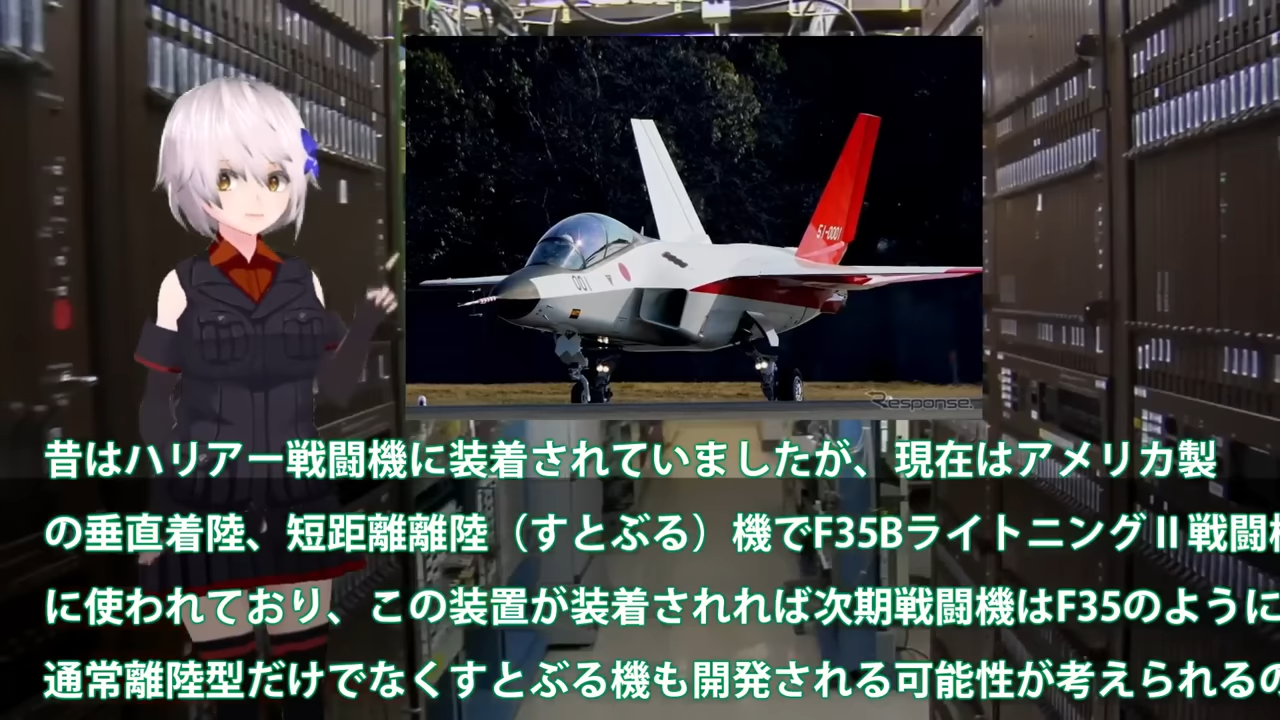 51-0001
001
Response.
昔はハリアー戦闘機に装着されていましたが、現在はアメリカ製
の垂直着陸、短距離離陸（すとぶる）機でF35BライトニングⅡ戦闘機
に使われており、この装置が装着されれば次期戦闘機はF35のように
通常離陸型だけでなくすとぶる機も開発される可能性が考えられるの